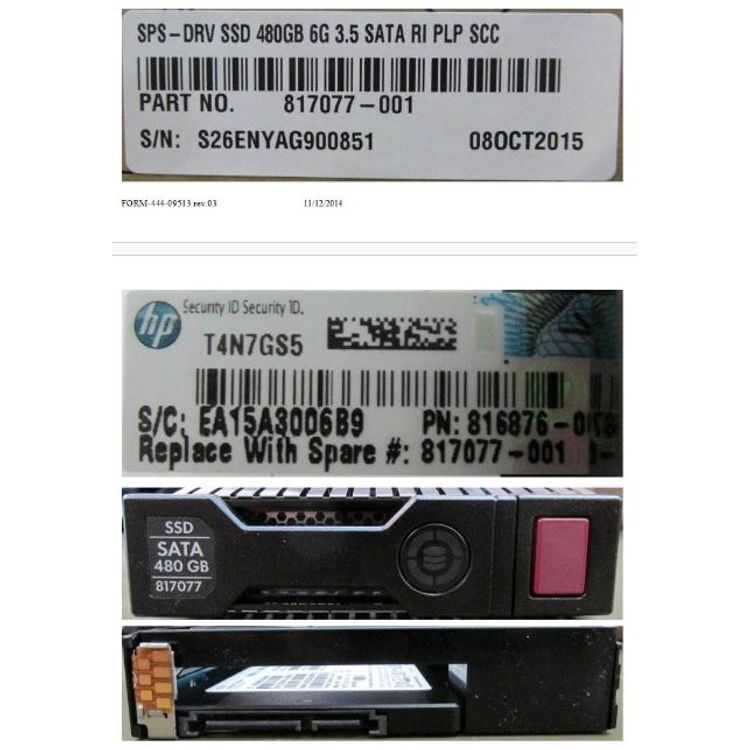 SPS-DRV SSD 480GB 6G 3.5 SATA RI PLP SCC
PART NO. 817077-001
S/N: S26ENYAG900851 08OCT2015
FORM-444-09513 rev.03 11/12/2014
hp Security ID Security ID.
T4N7GS5
S/C: EA15A3006B9 PN: 816876-0
Replace With Spare #: 817077-001
SSD
SATA
480 GB
817077